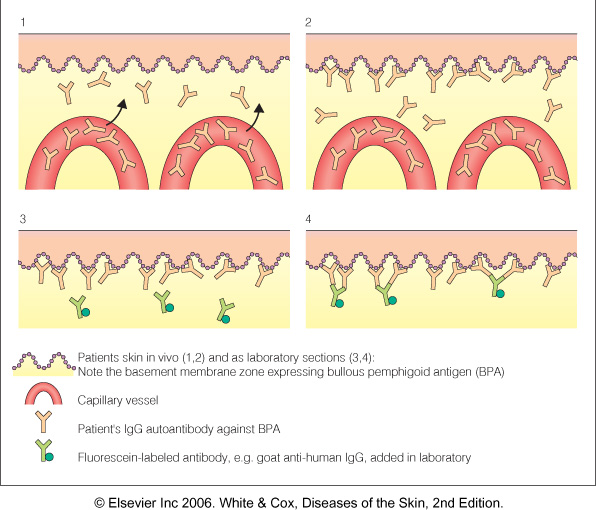 1
2
3
4
Patients skin in vivo (1,2) and as laboratory sections (3,4):
Note the basement membrane zone expressing bullous pemphigoid antigen (BPA)
Capillary vessel
Patient's IgG autoantibody against BPA
Fluorescein-labeled antibody, e.g. goat anti-human IgG, added in laboratory
© Elsevier Inc 2006. White & Cox, Diseases of the Skin, 2nd Edition.